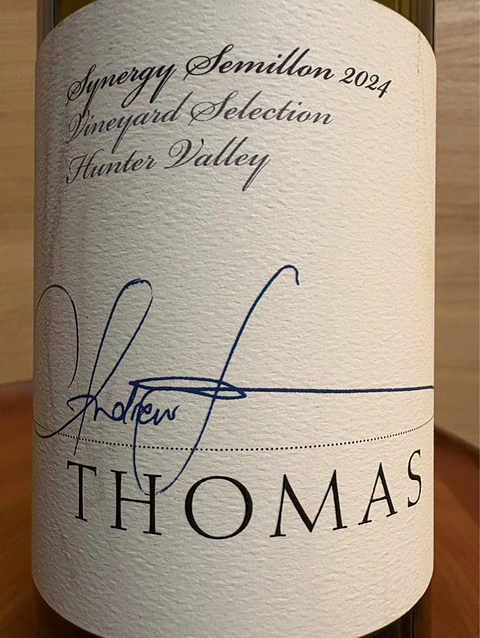 Synergy Semillon 2024
Vineyard Selection
Hunter Valley
Andrew
THOMAS